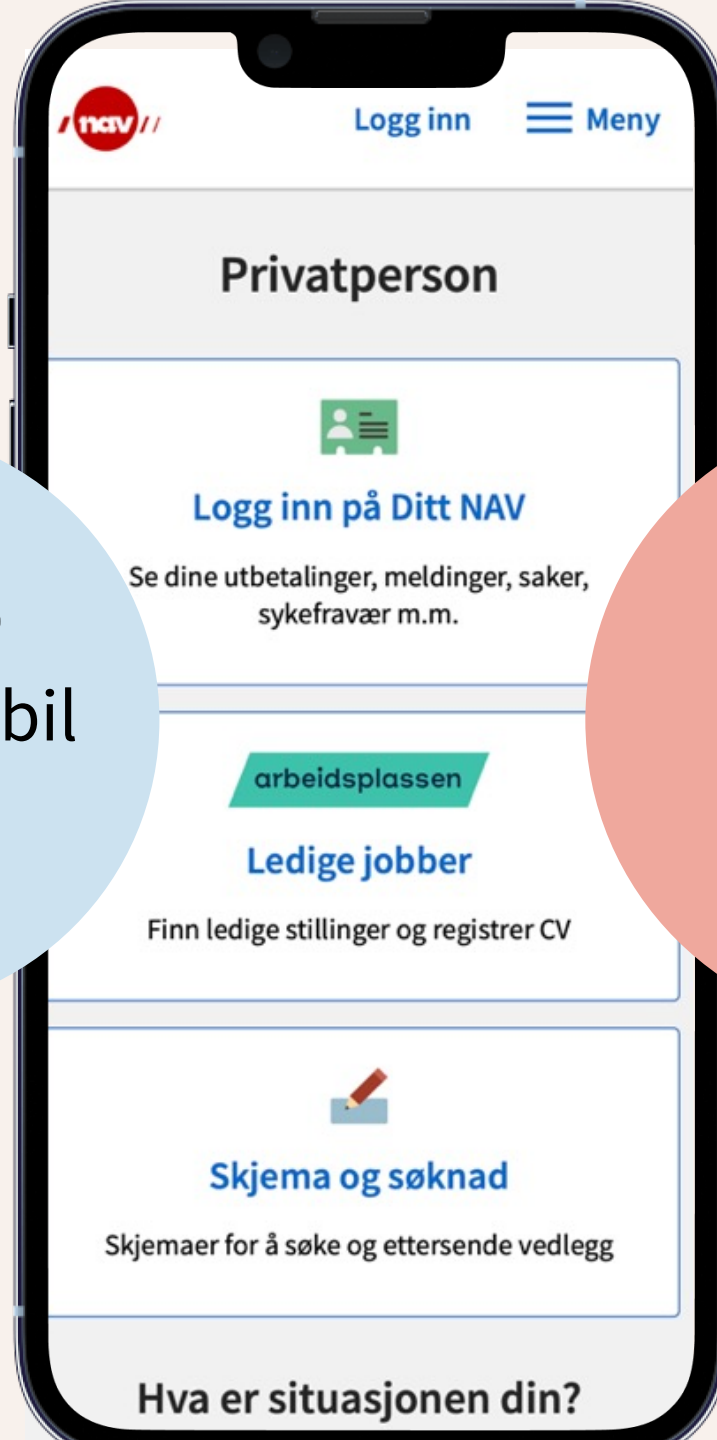 nav
Logg inn
Meny
Privatperson
Logg inn på Ditt NAV
Se dine utbetalinger, meldinger, saker,
sykefravær m.m.
bil
arbeidsplassen
Ledige jobber
Finn ledige stillinger og registrer CV
Skjema og søknad
Skjemaer for å søke og ettersende vedlegg
Hva er situasjonen din?